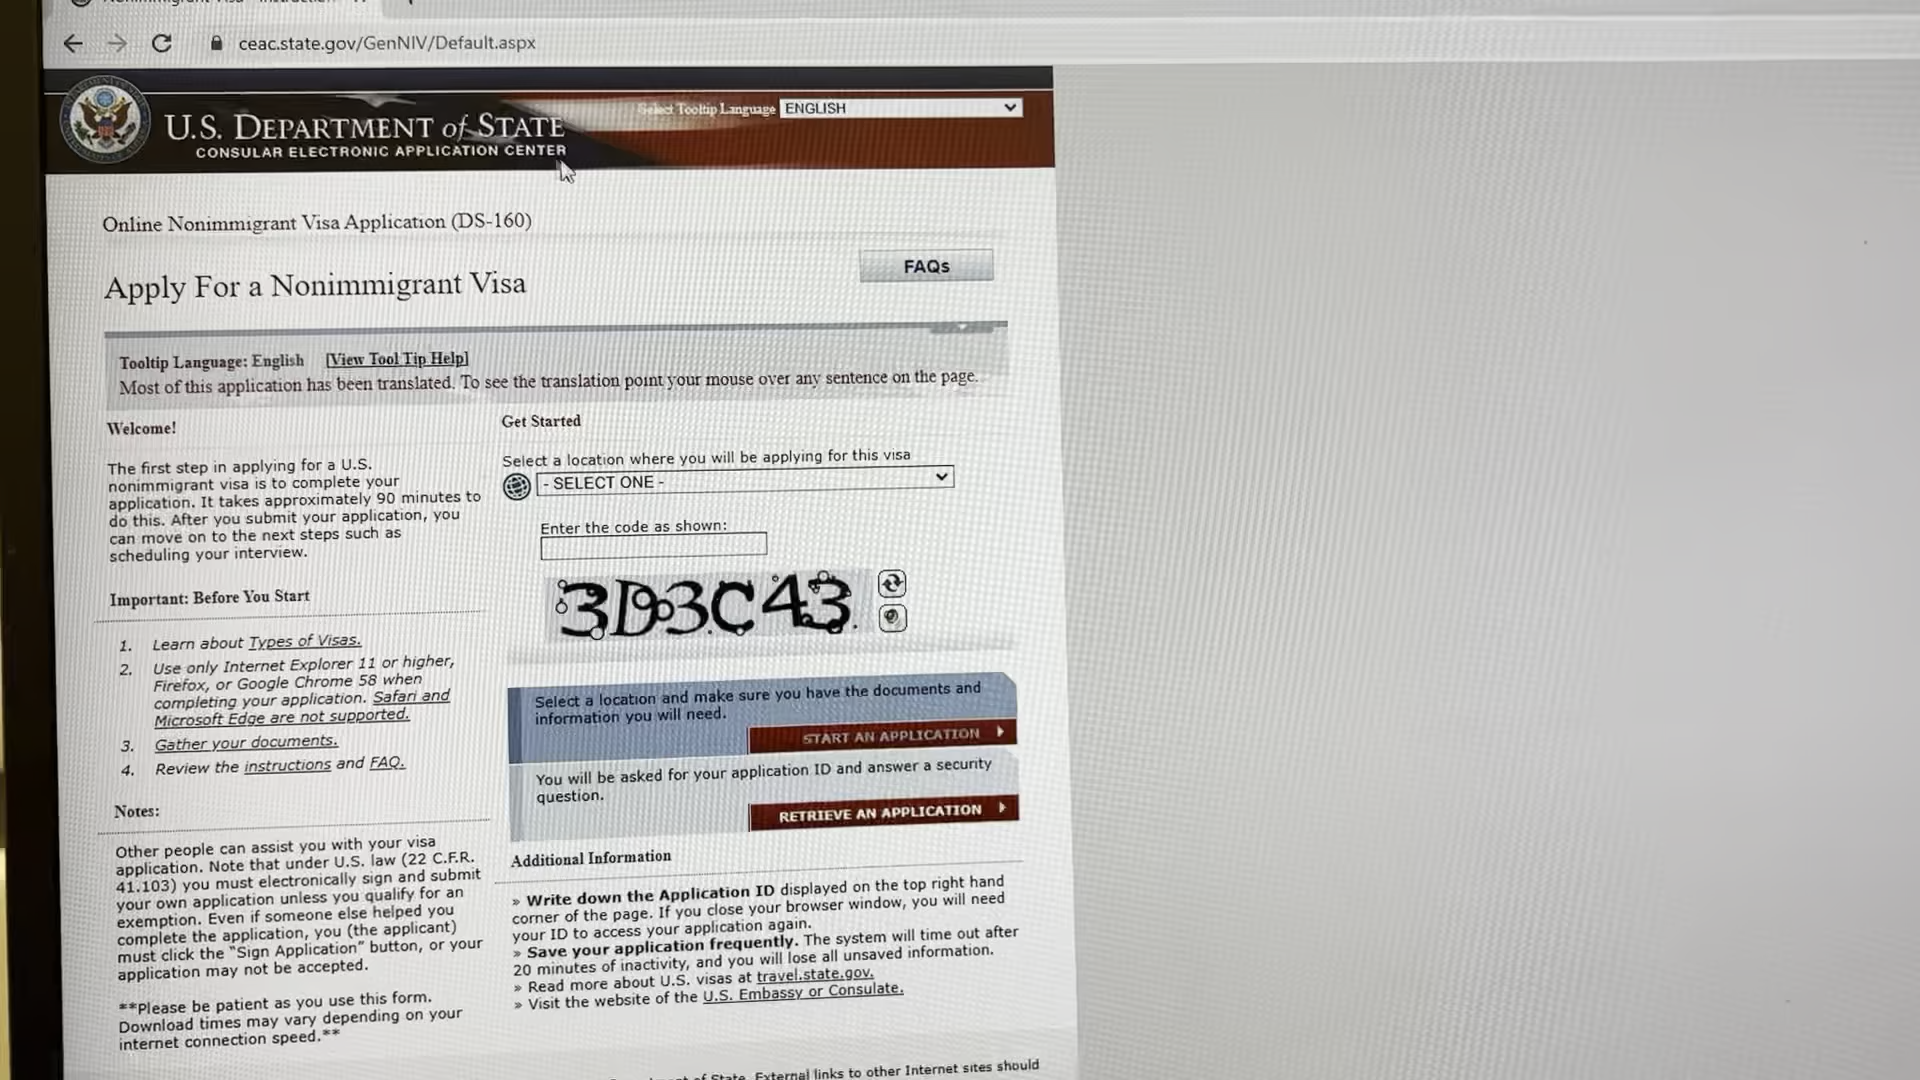 ceac.state.gov/GenNIV/Default.aspx
U.S. DEPARTMENT of STATE
CONSULAR ELECTRONIC APPLICATION CENTER
Select Tooltip Language ENGLISH
Online Nonimmigrant Visa Application (DS-160)
Apply For a Nonimmigrant Visa
FAQs
Tooltip Language: English [View Tool Tip Help]
Most of this application has been translated. To see the translation point your mouse over any sentence on the page.
Welcome!
The first step in applying for a U.S.
nonimmigrant visa is to complete your
application. It takes approximately 90 minutes to
do this. After you submit your application, you
can move on to the next steps such as
scheduling your interview.
Important: Before You Start
1. Learn about Types of Visas.
2. Use only Internet Explorer 11 or higher,
Firefox, or Google Chrome 58 when
completing your application. Safari and
Microsoft Edge are not supported.
3. Gather your documents.
4. Review the instructions and FAQ.
Notes:
Other people can assist you with your visa
application. Note that under U.S. law (22 C.F.R.
41.103) you must electronically sign and submit
your own application unless you qualify for an
exemption. Even if someone else helped you
complete the application, you (the applicant)
must click the "Sign Application" button, or your
application may not be accepted.
**Please be patient as you use this form.
Download times may vary depending on your
internet connection speed.**
Get Started
Select a location where you will be applying for this visa
- SELECT ONE -
Enter the code as shown:
3D3C43
Select a location and make sure you have the documents and
information you will need.
START AN APPLICATION
You will be asked for your application ID and answer a security
question.
RETRIEVE AN APPLICATION
Additional Information
» Write down the Application ID displayed on the top right hand
corner of the page. If you close your browser window, you will need
your ID to access your application again.
» Save your application frequently. The system will time out after
20 minutes of inactivity, and you will lose all unsaved information.
» Read more about U.S. visas at travel.state.gov.
» Visit the website of the U.S. Embassy or Consulate.
of State. External links to other Internet sites should